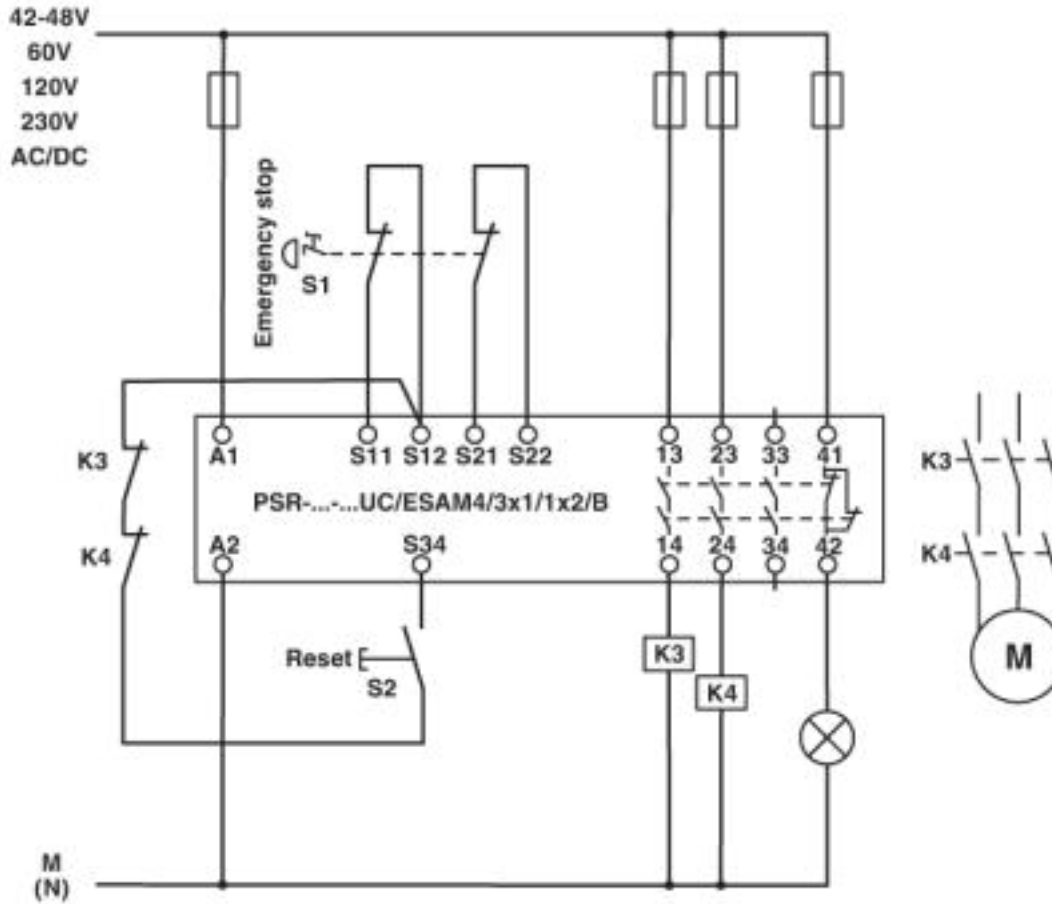 42-48V
60V
120V
230V
AC/DC
Emergency stop
S1
K3
K4
A1
S11
S12
S21
S22
13
23
33
41
PSR-...-...UC/ESAM4/3x1/1x2/B
A2
S34
14
24
34
42
K3
K4
Reset
S2
K3
K4
M
M
(N)